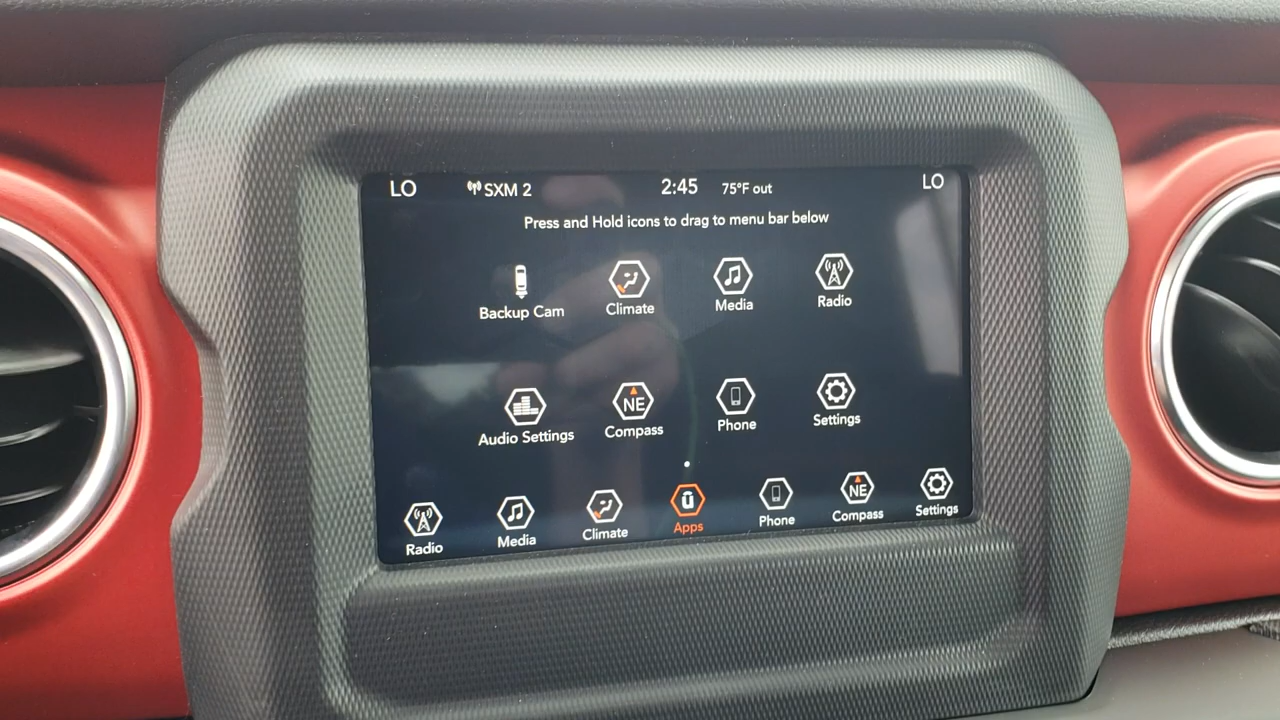 LO SXM 2 2:45 75°F out LO
Press and Hold icons to drag to menu bar below
Backup Cam Climate Media Radio
NE
Audio Settings Compass Phone Settings
ū NE
Radio Media Climate Apps Phone Compass Settings